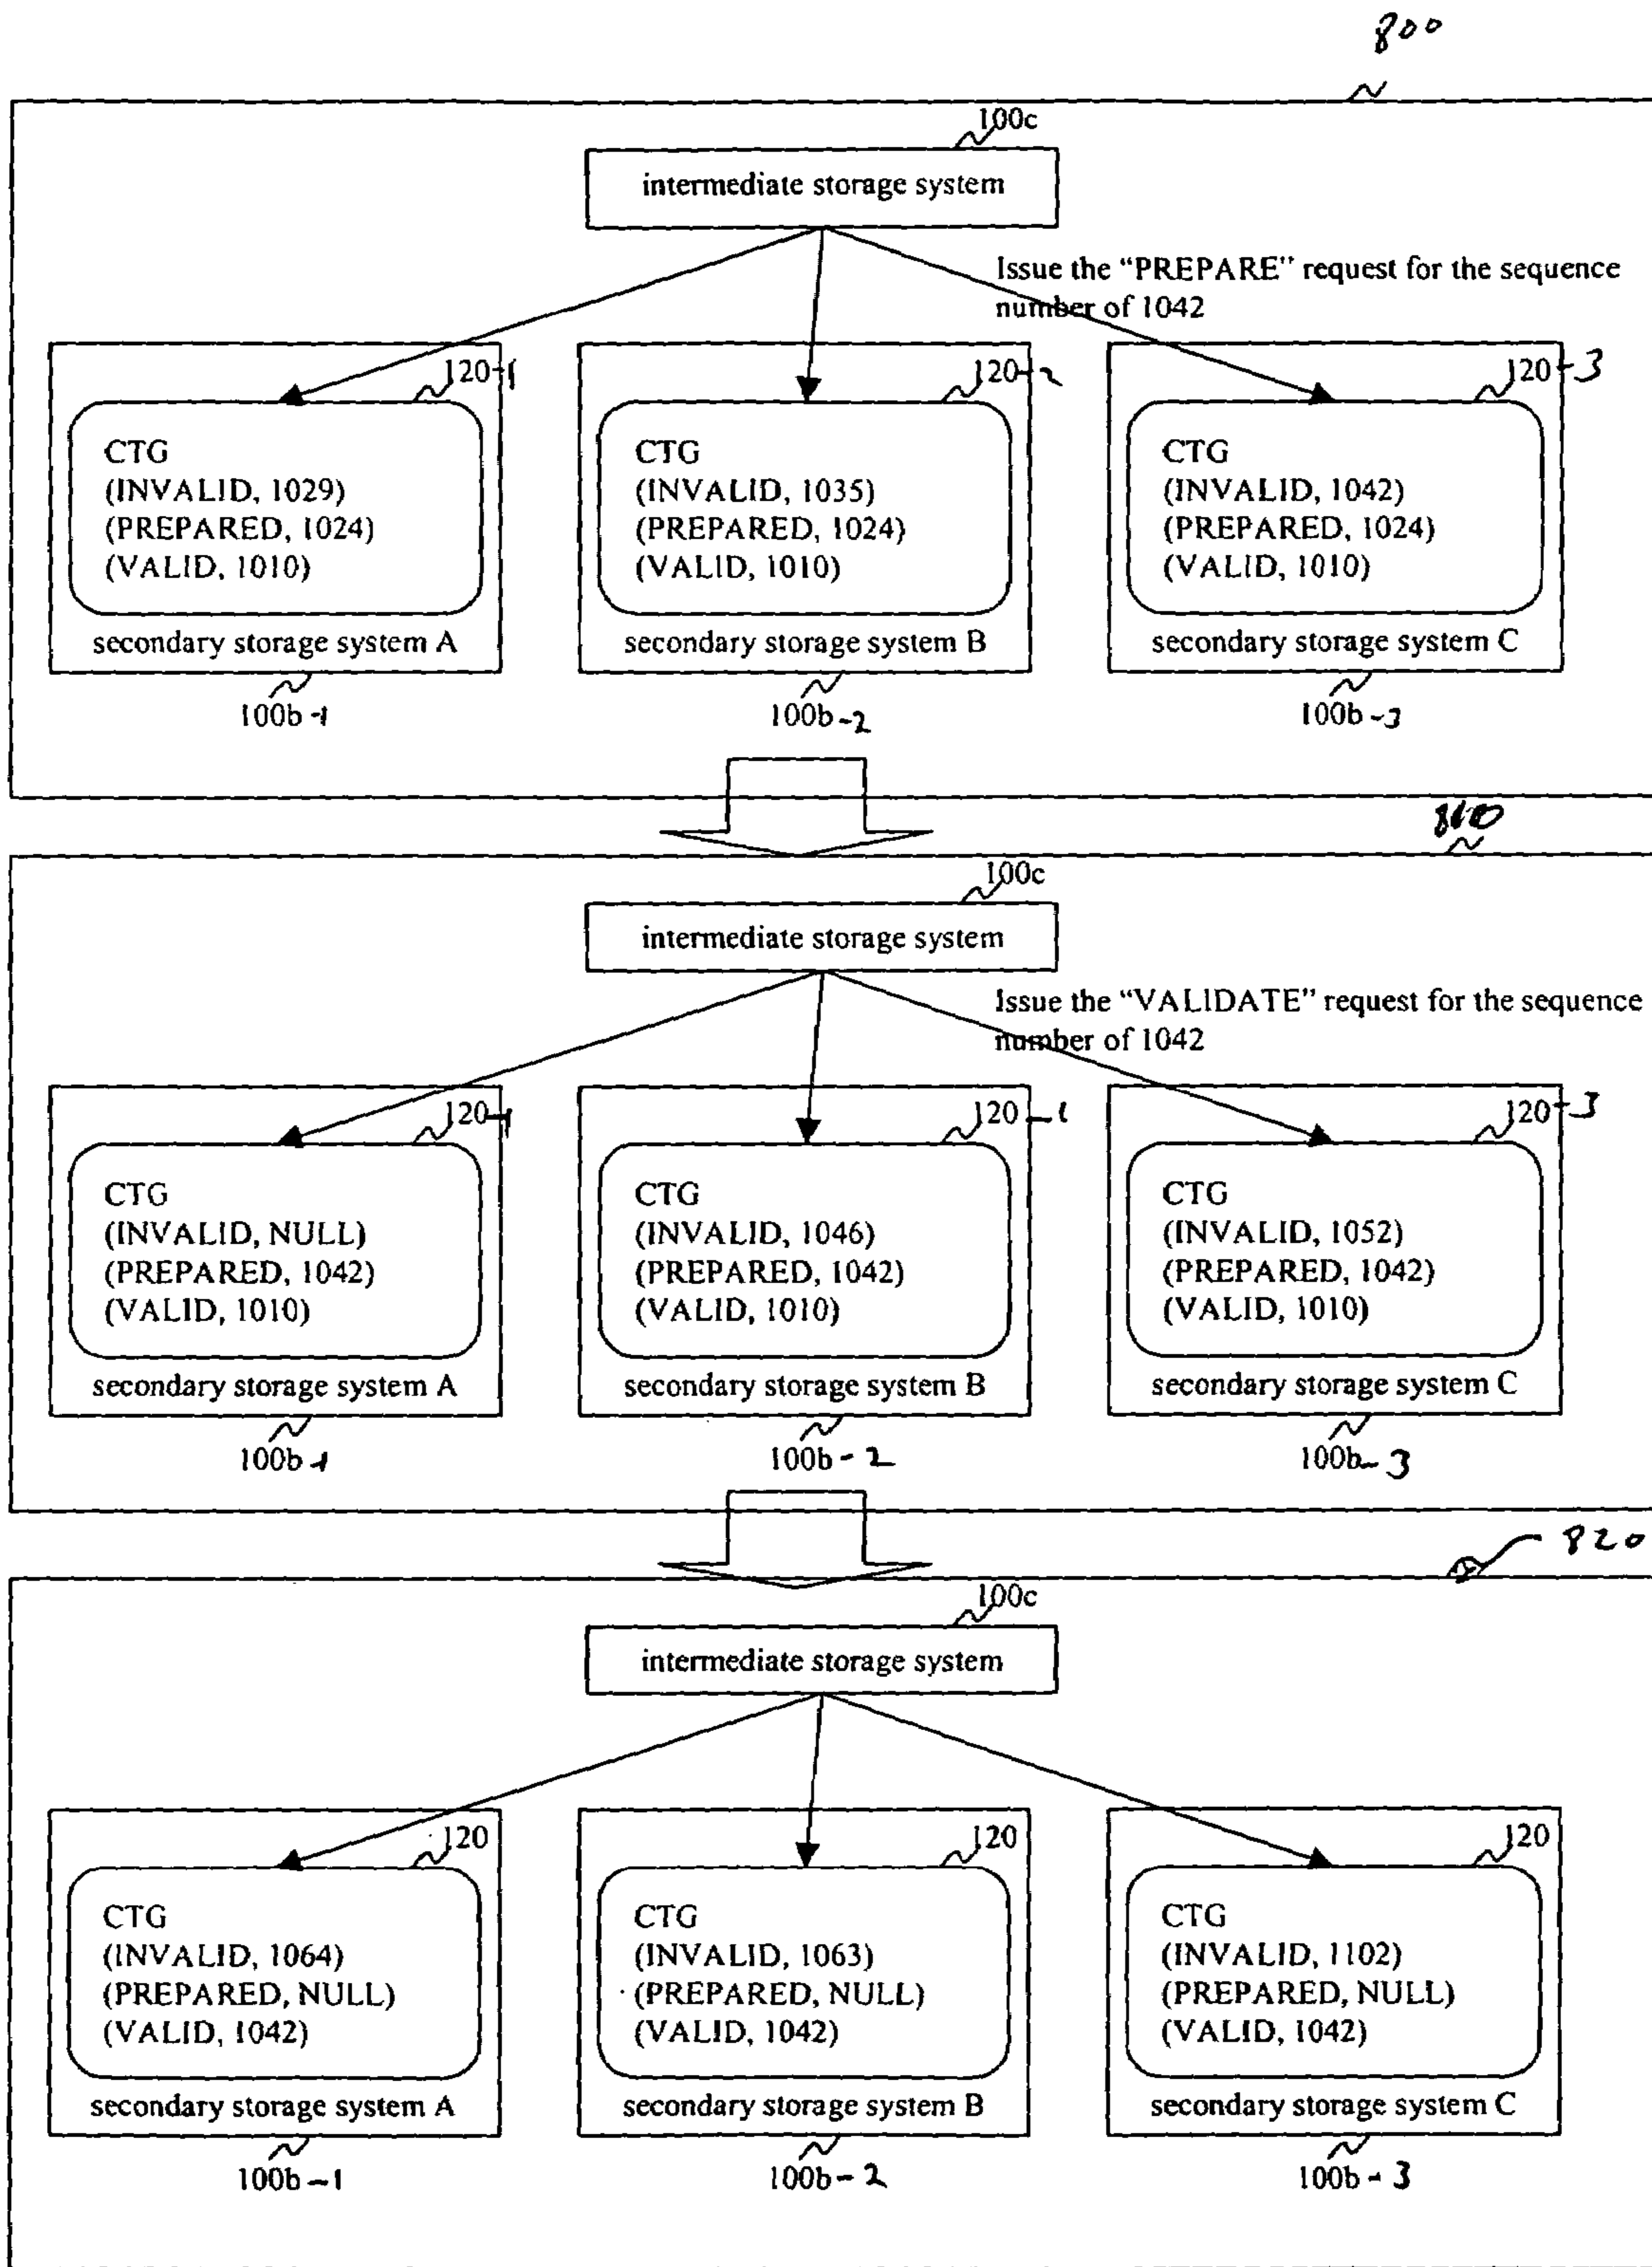 800
100c
intermediate storage system
Issue the “PREPARE” request for the sequence
number of 1042
120-1
120-2
120-3
CTG
(INVALID, 1029)
(PREPARED, 1024)
(VALID, 1010)
secondary storage system A
100b-1
CTG
(INVALID, 1035)
(PREPARED, 1024)
(VALID, 1010)
secondary storage system B
100b-2
CTG
(INVALID, 1042)
(PREPARED, 1024)
(VALID, 1010)
secondary storage system C
100b-3
810
100c
intermediate storage system
Issue the “VALIDATE” request for the sequence
number of 1042
120-1
120-1
120-3
CTG
(INVALID, NULL)
(PREPARED, 1042)
(VALID, 1010)
secondary storage system A
100b-1
CTG
(INVALID, 1046)
(PREPARED, 1042)
(VALID, 1010)
secondary storage system B
100b-2
CTG
(INVALID, 1052)
(PREPARED, 1042)
(VALID, 1010)
secondary storage system C
100b-3
820
100c
intermediate storage system
120
120
120
CTG
(INVALID, 1064)
(PREPARED, NULL)
(VALID, 1042)
secondary storage system A
100b-1
CTG
(INVALID, 1063)
(PREPARED, NULL)
(VALID, 1042)
secondary storage system B
100b-2
CTG
(INVALID, 1102)
(PREPARED, NULL)
(VALID, 1042)
secondary storage system C
100b-3